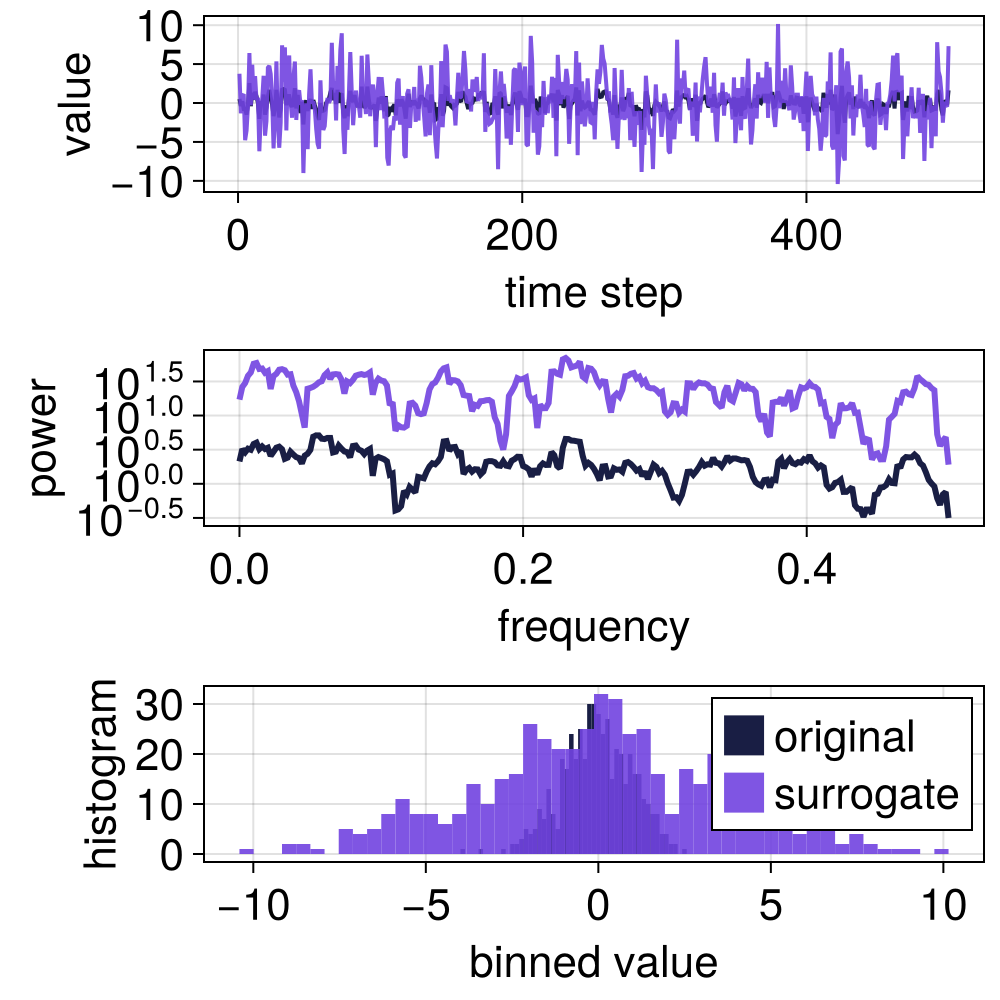 value
10
5
0
−5
−10
0 200 400
time step
power
10^1.5
10^1.0
10^0.5
10^0.0
10^−0.5
0.0 0.2 0.4
frequency
histogram
30
20
10
0
original
surrogate
−10 −5 0 5 10
binned value